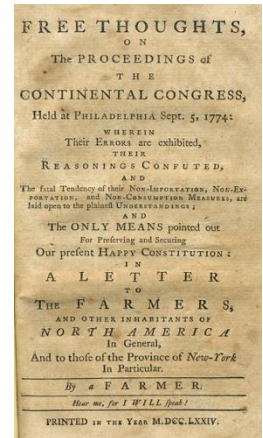 FREE THOUGHTS,
ON
The PROCEEDINGS of
THE
CONTINENTAL CONGRESS,
Held at PHILADELPHIA Sept. 5, 1774:
WHEREIN
Their ERRORS are exhibited,
THEIR
REASONINGS CONFUTED,
AND
The fatal Tendency of their NON-IMPORTATION, NON-EX-
PORTATION, and NON-CONSUMPTION MEASURES, are
laid open to the plainest UNDERSTANDINGS;
AND
The ONLY MEANS pointed out
For Preserving and Securing
Our present HAPPY CONSTITUTION:
IN
A LETTER
TO
THE FARMERS,
AND OTHER INHABITANTS OF
NORTH AMERICA
In General,
And to those of the Province of New-York
In Particular.
By a FARMER.
Hear me, for I WILL speak!
PRINTED IN THE YEAR M.DCC.LXXIV.